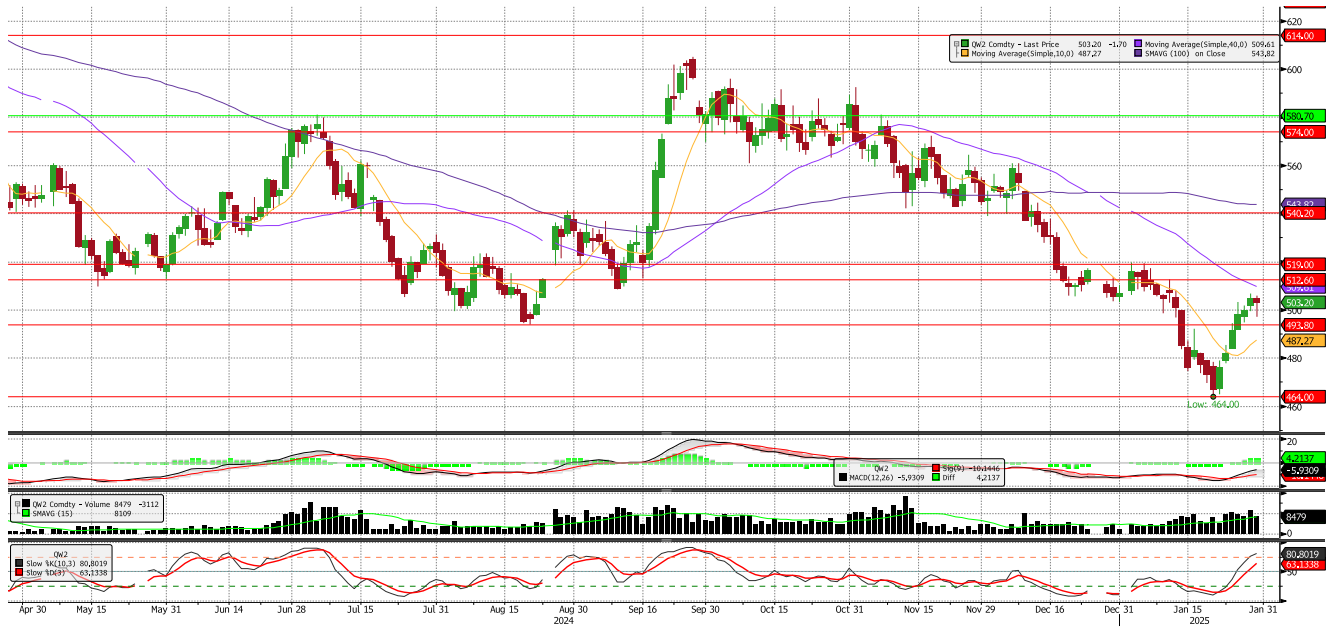 620
614.00
QW2 Comdty - Last Price 503.20 -1.70 Moving Average(Simple,40,0) 509.61
Moving Average(Simple,10,0) 487.27 SMAVG (100) on Close 543.82
600
580.70
574.00
560
543.82
540.20
519.00
512.60
509.61
503.20
500
493.80
487.27
480
464.00
Low: 464.00
460
20
QW2 Sig(9) -10.1446
MACD(12,26) -5.9309 Diff 4.2137
4.2137
-5.9309
QW2 Comdty - Volume 8479 -3112
SMAVG (15) 8109
8479
0
QW2
Slow %K(10,3) 80.8019
Slow %D(3) 63.1338
80.8019
63.1338
50
Apr 30 May 15 May 31 Jun 14 Jun 28 Jul 15 Jul 31 Aug 15 Aug 30 Sep 16 Sep 30 Oct 15 Oct 31 Nov 15 Nov 29 Dec 16 Dec 31 Jan 15 Jan 31
2024 2025